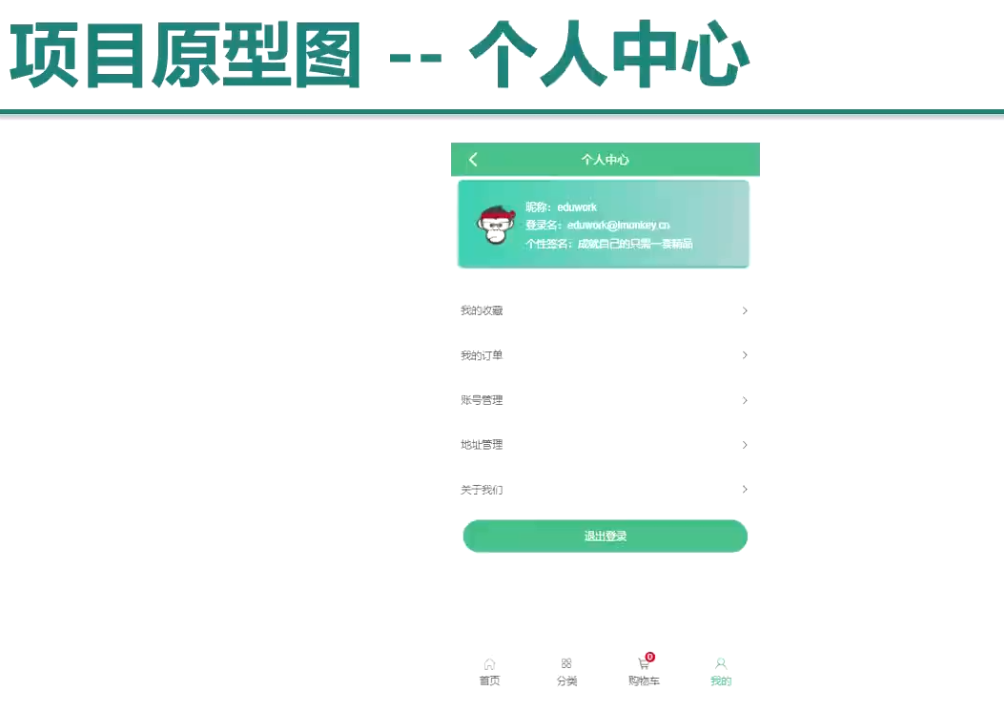 项目原型图 -- 个人中心
个人中心
昵称：eduwork
登录名：eduwork@lmonkey.cn
个性签名：成就自己的只需一套精品
我的收藏
我的订单
账号管理
地址管理
关于我们
退出登录
0
首页 分类 购物车 我的